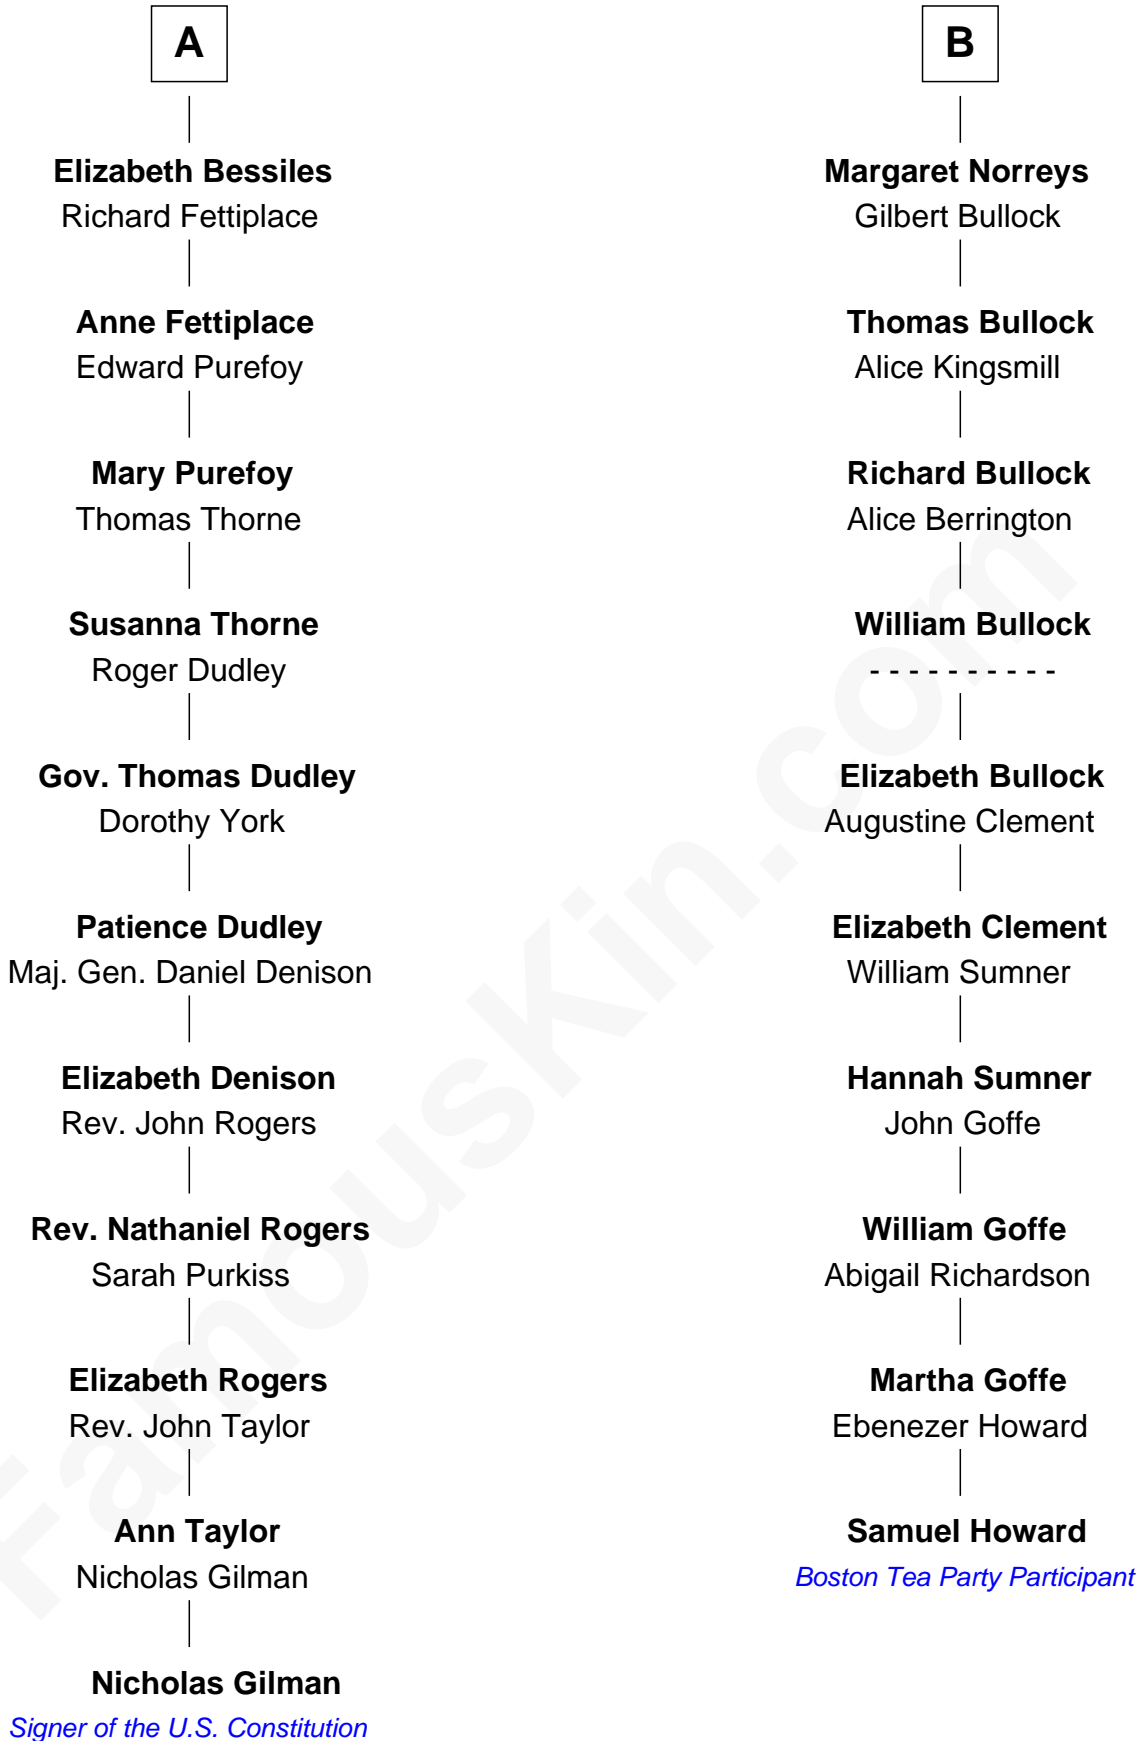 A
Elizabeth Bessiles
Richard Fettiplace
Anne Fettiplace
Edward Purefoy
Mary Purefoy
Thomas Thorne
Susanna Thorne
Roger Dudley
Gov. Thomas Dudley
Dorothy York
Patience Dudley
Maj. Gen. Daniel Denison
Elizabeth Denison
Rev. John Rogers
Rev. Nathaniel Rogers
Sarah Purkiss
Elizabeth Rogers
Rev. John Taylor
Ann Taylor
Nicholas Gilman
Nicholas Gilman
Signer of the U.S. Constitution
B
Margaret Norreys
Gilbert Bullock
Thomas Bullock
Alice Kingsmill
Richard Bullock
Alice Berrington
William Bullock
- - - - - - - - - -
Elizabeth Bullock
Augustine Clement
Elizabeth Clement
William Sumner
Hannah Sumner
John Goffe
William Goffe
Abigail Richardson
Martha Goffe
Ebenezer Howard
Samuel Howard
Boston Tea Party Participant
FamousKin.com